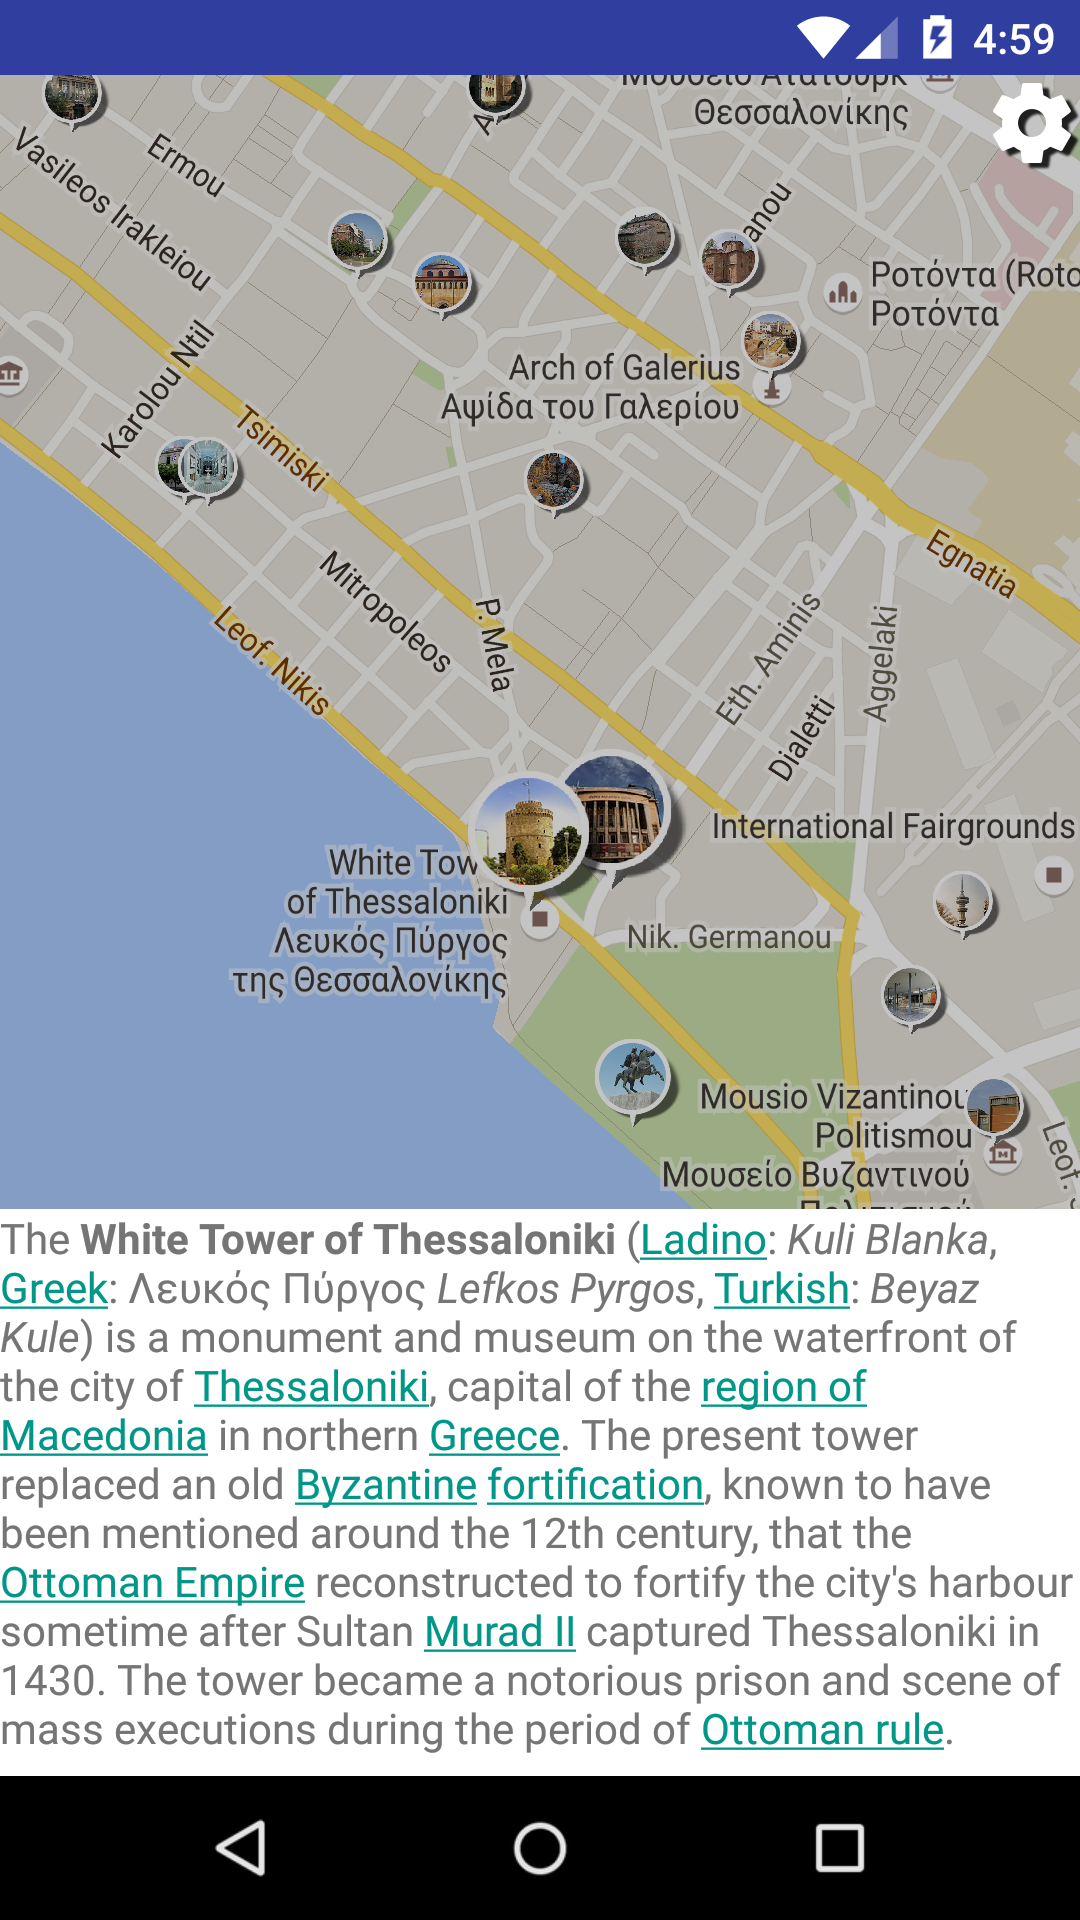 4:59
Μουσείο Ατατούρκ
Θεσσαλονίκης
Ermou
Vasileos Irakleiou
anou
Ροτόντα (Roto
Ροτόντα
Karolou Ntil
Arch of Galerius
Αψίδα του Γαλερίου
Tsimiski
Egnatia
Mitropoleos
P. Mela
Leof. Nikis
Eth. Aminis
Aggelaki
Dialetti
International Fairgrounds
White Tow
of Thessaloniki
Λευκός Πύργος
της Θεσσαλονίκης
Nik. Germanou
Mousio Vizantinou
Politismou
Μουσείο Βυζαντινού
Πολιτισμού
Leof.
The White Tower of Thessaloniki (Ladino: Kuli Blanka,
Greek: Λευκός Πύργος Lefkos Pyrgos, Turkish: Beyaz
Kule) is a monument and museum on the waterfront of
the city of Thessaloniki, capital of the region of
Macedonia in northern Greece. The present tower
replaced an old Byzantine fortification, known to have
been mentioned around the 12th century, that the
Ottoman Empire reconstructed to fortify the city's harbour
sometime after Sultan Murad II captured Thessaloniki in
1430. The tower became a notorious prison and scene of
mass executions during the period of Ottoman rule.